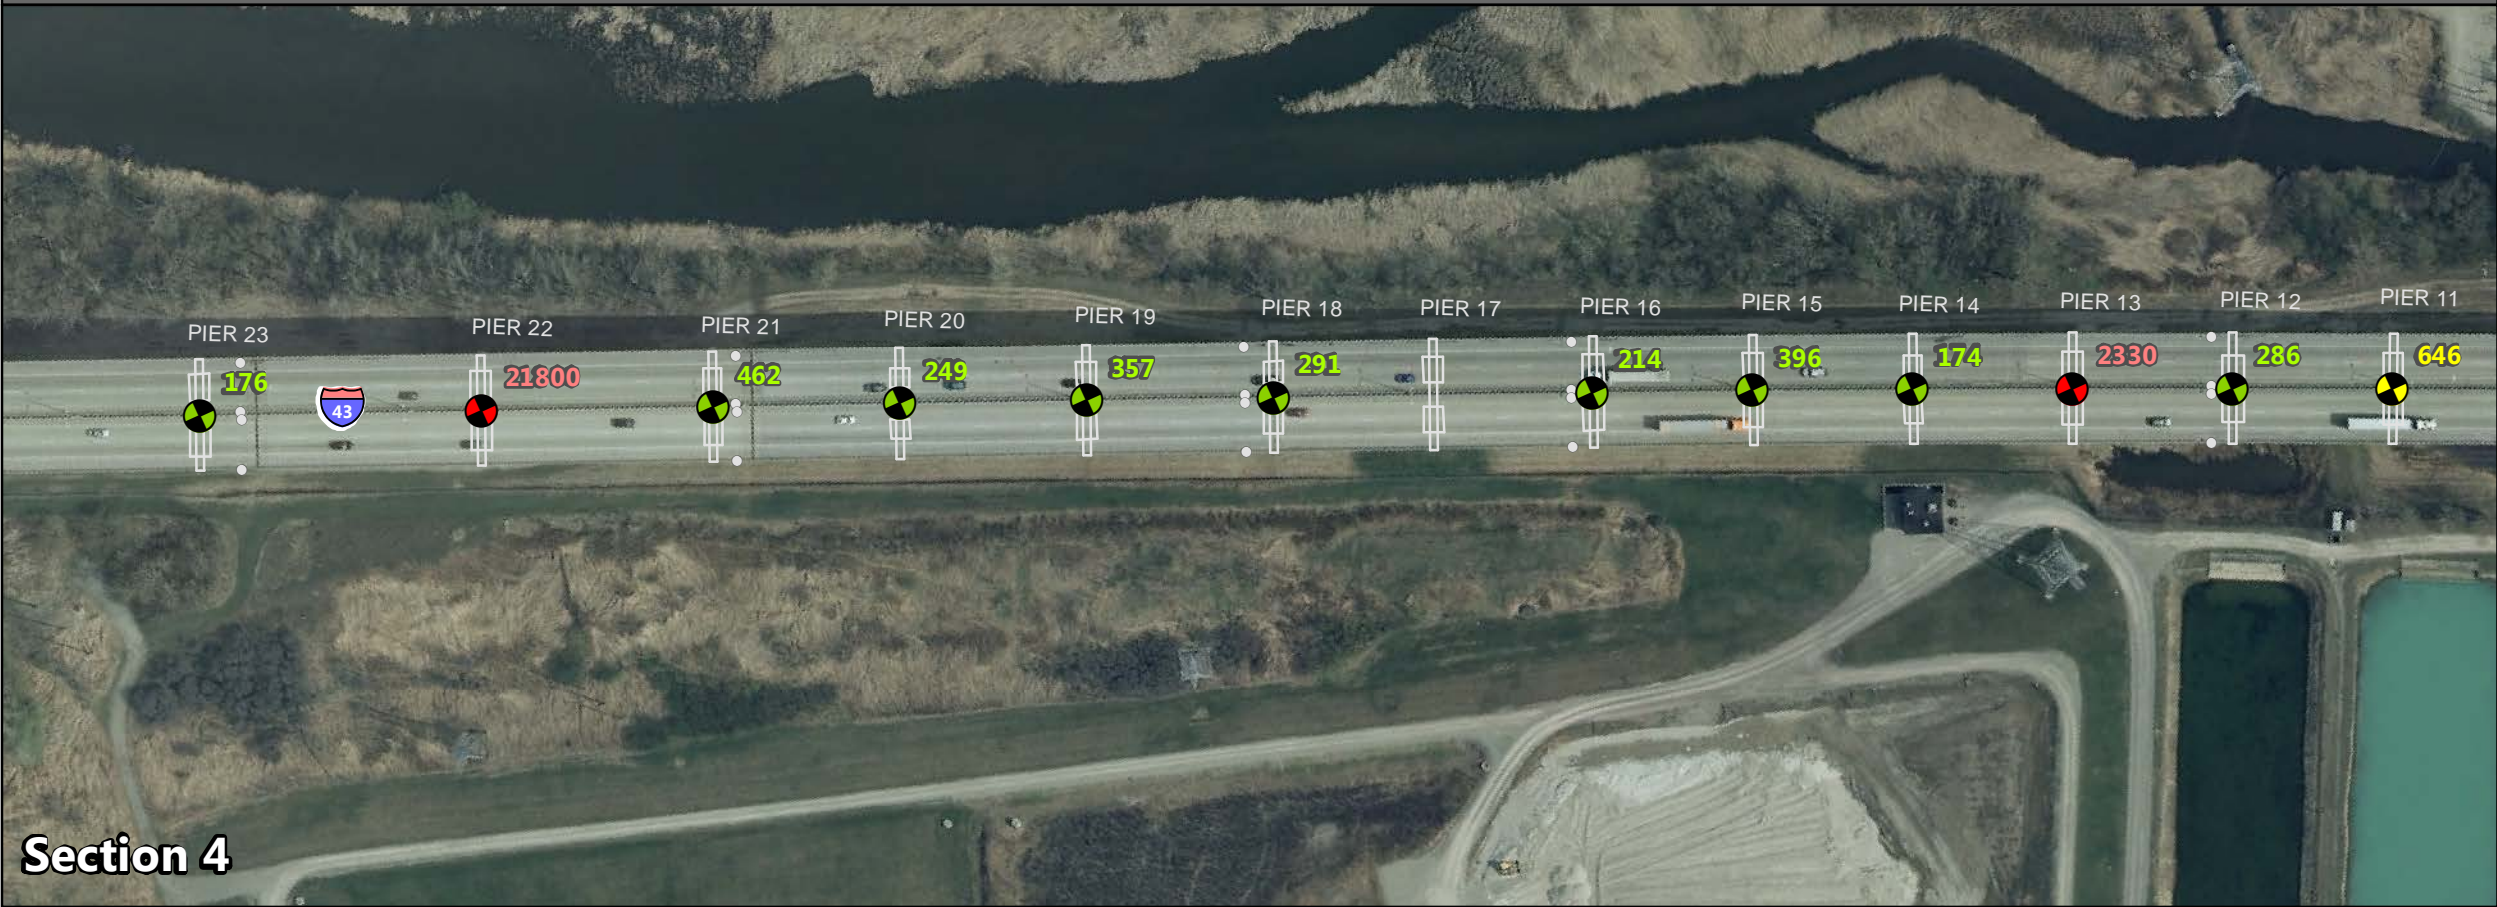 PIER 23
PIER 22
PIER 21
PIER 20
PIER 19
PIER 18
PIER 17
PIER 16
PIER 15
PIER 14
PIER 13
PIER 12
PIER 11
176
43
21800
462
249
357
291
214
396
174
2330
286
646
Section 4